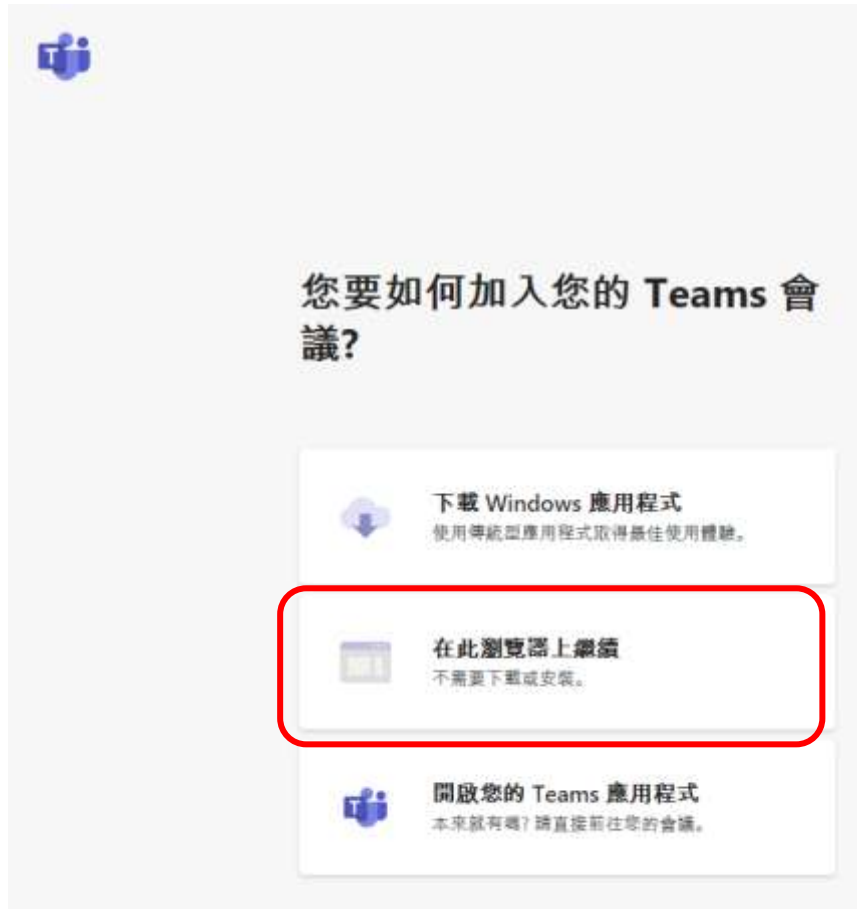 您要如何加入您的 Teams 會
議?
下載 Windows 應用程式
使用傳統型應用程式取得最佳使用體驗。
在此瀏覽器上繼續
不需要下載或安裝。
開啟您的 Teams 應用程式
本來就有嗎? 請直接前往您的會議。